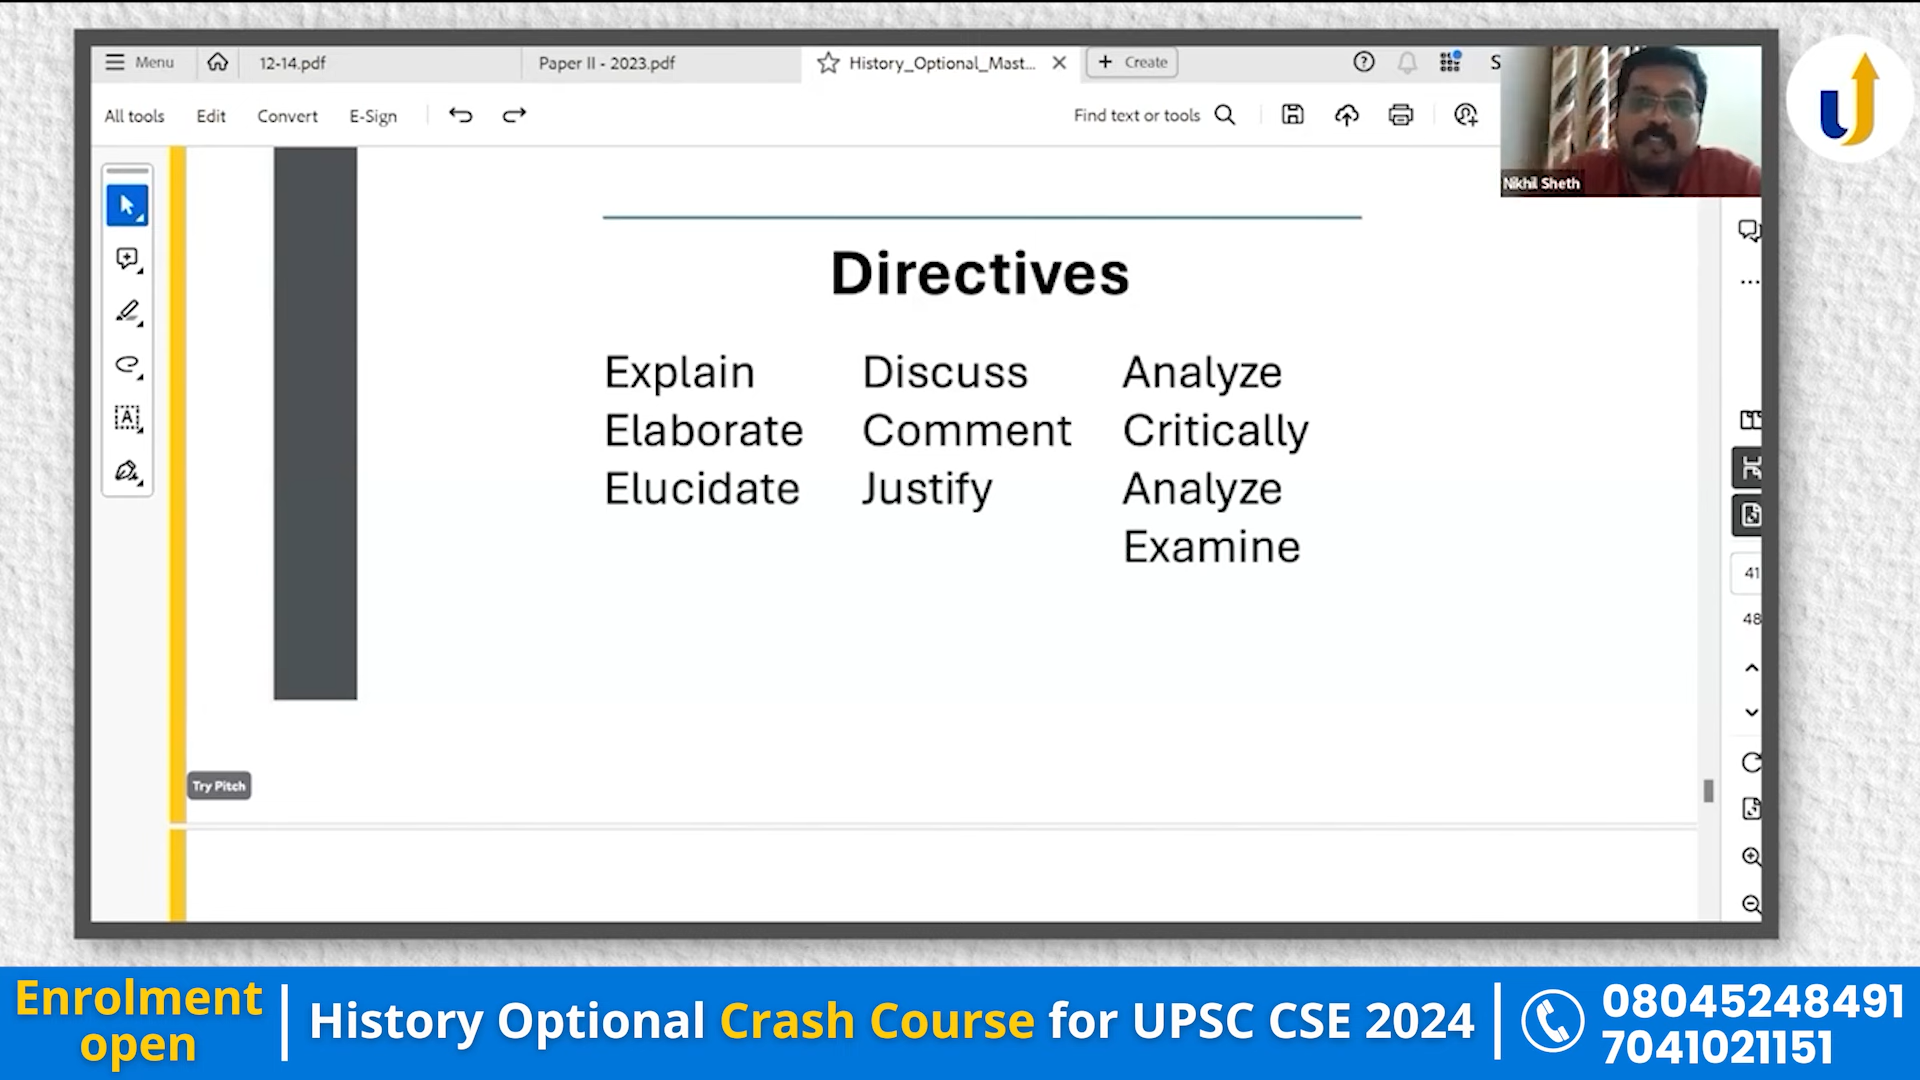 Menu
12-14.pdf
Paper II - 2023.pdf
History_Optional_Mast...
+ Create
All tools
Edit
Convert
E-Sign
Find text or tools
Nikhil Sheth
Directives
Explain
Elaborate
Elucidate
Discuss
Comment
Justify
Analyze
Critically
Analyze
Examine
41
48
Try Pitch
Enrolment
open
History Optional Crash Course for UPSC CSE 2024
08045248491
7041021151